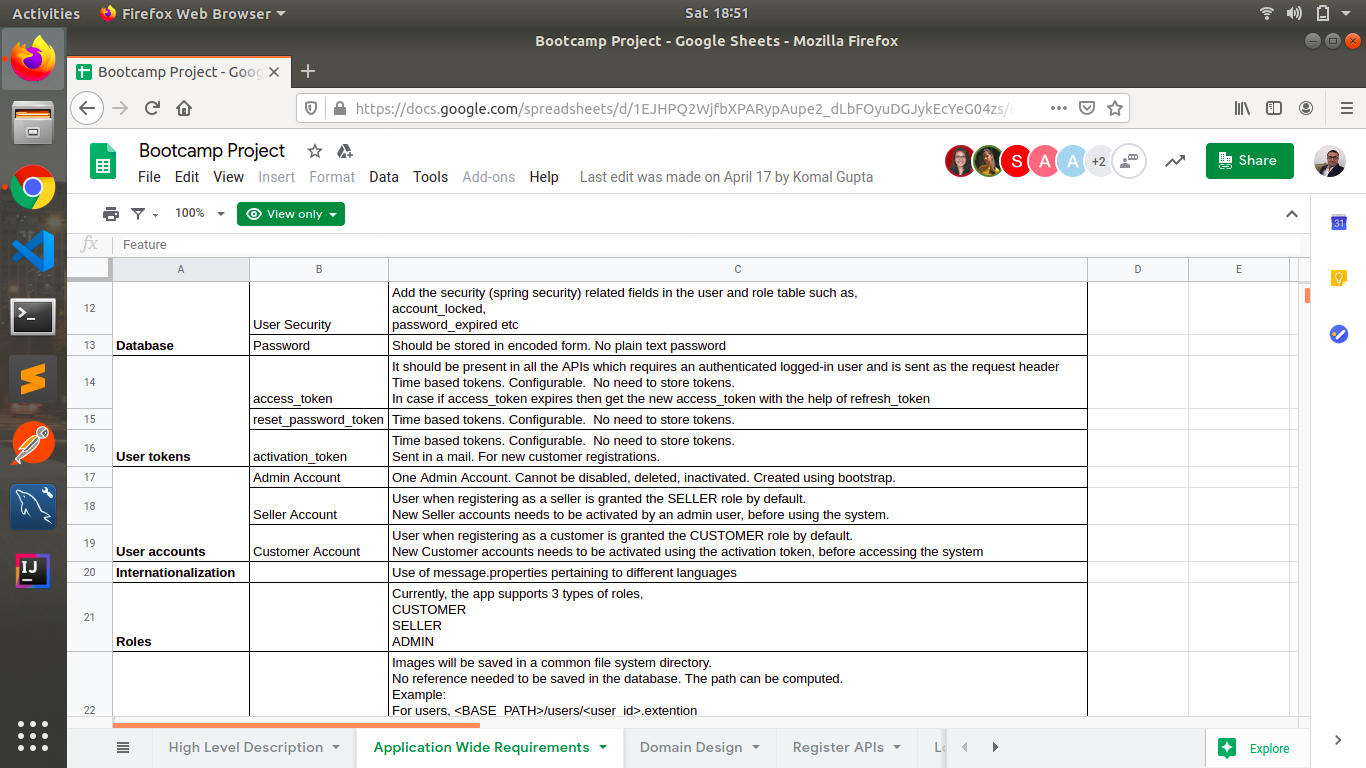 Activities
Firefox Web Browser
Sat 18:51
Bootcamp Project - Google Sheets - Mozilla Firefox
Bootcamp Project - Goog
https://docs.google.com/spreadsheets/d/1EJHPQ2WjfbXPARypAupe2_dLbFOyuDGJykEcYeG04zs/
Bootcamp Project
S
A
A
+2
Share
File Edit View Insert Format Data Tools Add-ons Help Last edit was made on April 17 by Komal Gupta
100%
View only
31
fx
Feature
A B C D E
12
User Security
Add the security (spring security) related fields in the user and role table such as,
account_locked,
password_expired etc
13 Database Password Should be stored in encoded form. No plain text password
14
access_token
It should be present in all the APIs which requires an authenticated logged-in user and is sent as the request header
Time based tokens. Configurable.  No need to store tokens.
In case if access_token expires then get the new access_token with the help of refresh_token
15 reset_password_token Time based tokens. Configurable.  No need to store tokens.
16
User tokens activation_token
Time based tokens. Configurable.  No need to store tokens.
Sent in a mail. For new customer registrations.
17 Admin Account One Admin Account. Cannot be disabled, deleted, inactivated. Created using bootstrap.
18
Seller Account
User when registering as a seller is granted the SELLER role by default.
New Seller accounts needs to be activated by an admin user, before using the system.
19
User accounts Customer Account
User when registering as a customer is granted the CUSTOMER role by default.
New Customer accounts needs to be activated using the activation token, before accessing the system
20 Internationalization Use of message.properties pertaining to different languages
21
Roles
Currently, the app supports 3 types of roles,
CUSTOMER
SELLER
ADMIN
22
Images will be saved in a common file system directory.
No reference needed to be saved in the database. The path can be computed.
Example:
For users, <BASE_PATH>/users/<user_id>.extention
High Level Description
Application Wide Requirements
Domain Design
Register APIs
Explore
IJ